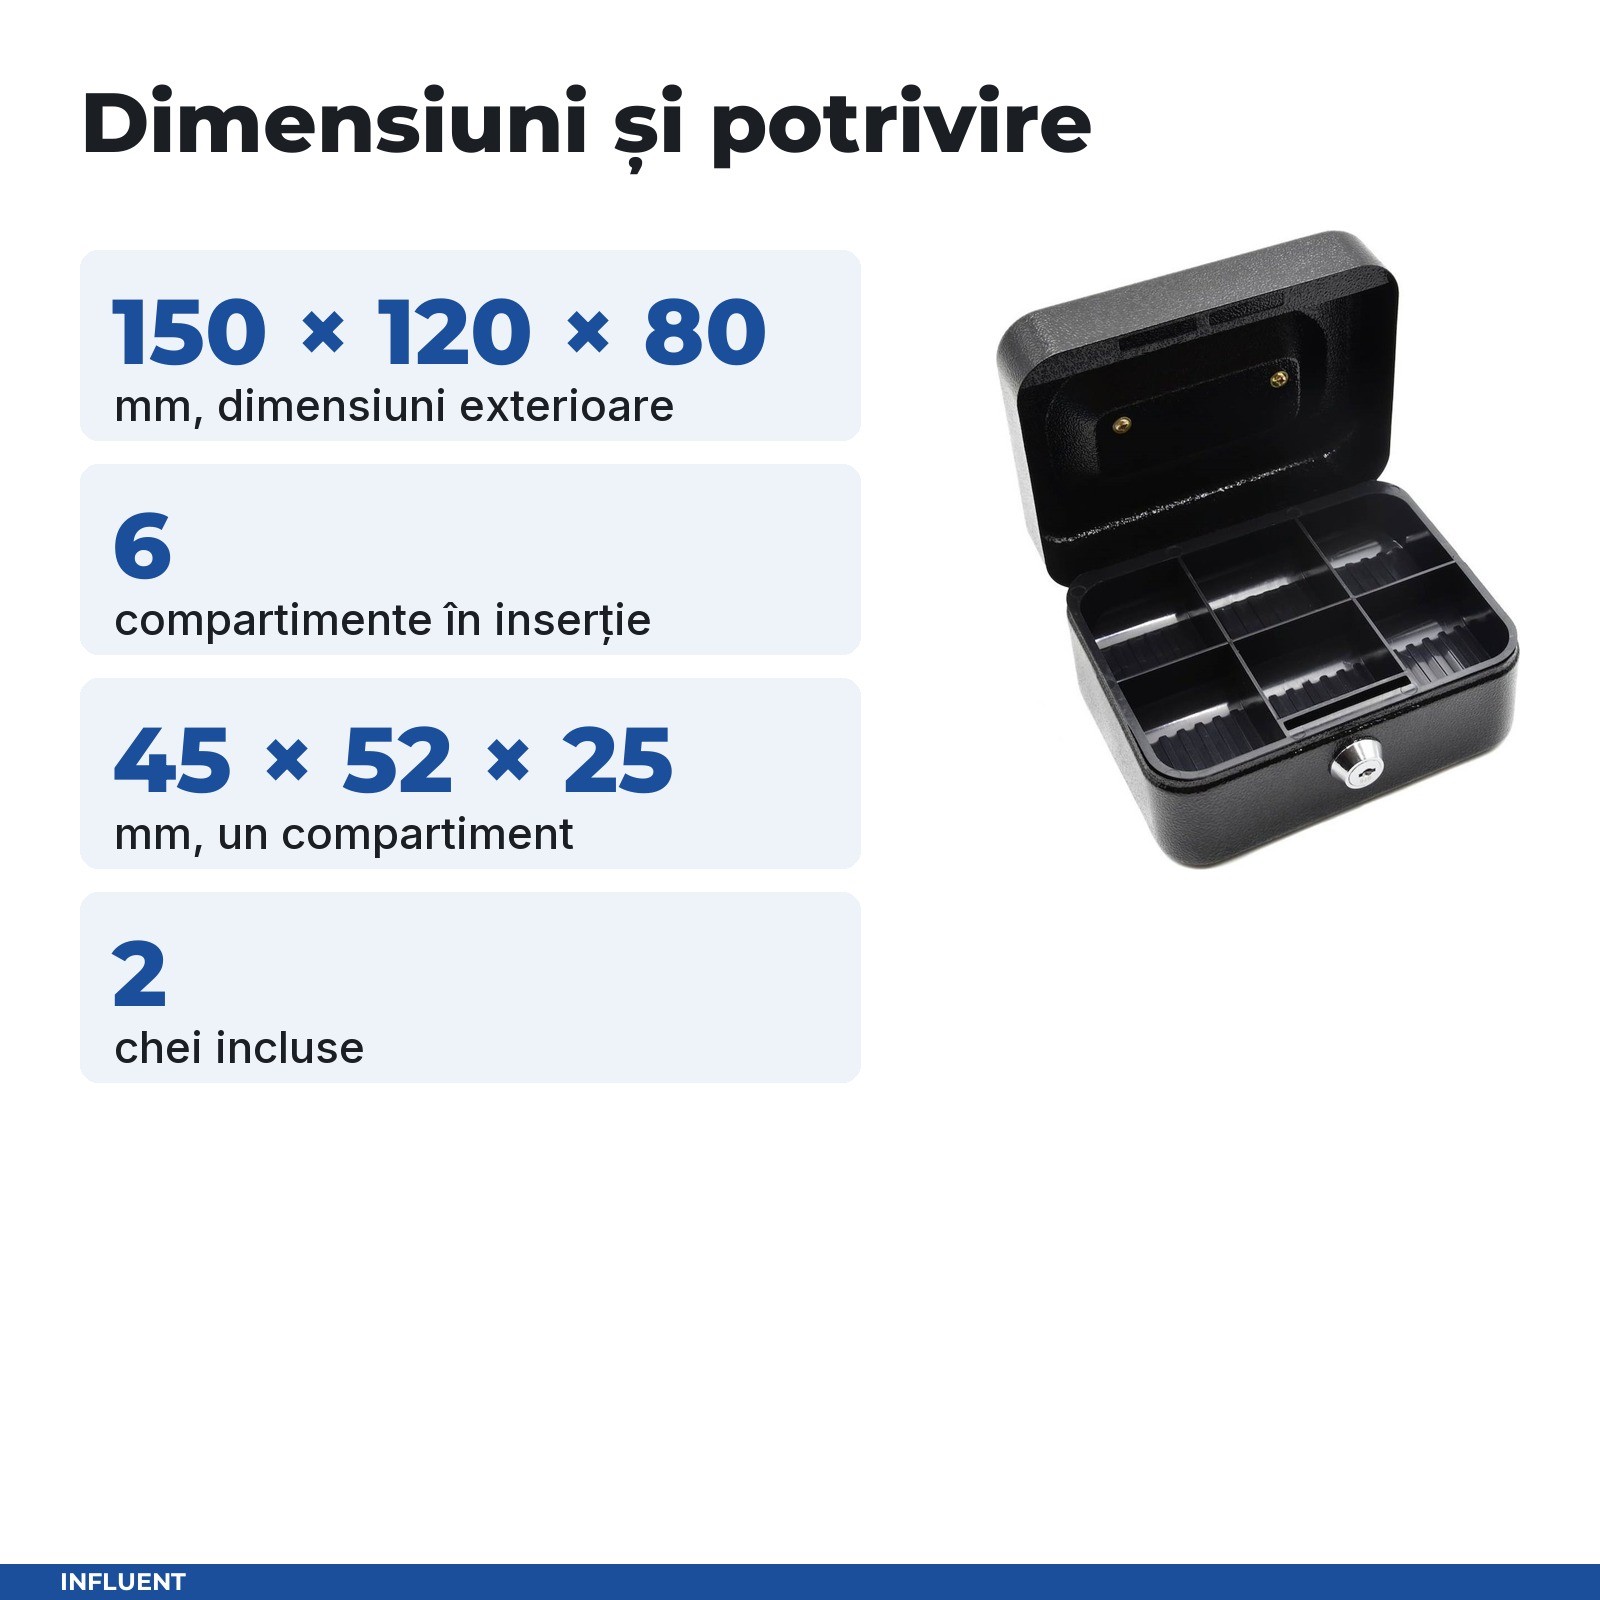 Dimensiuni și potrivire
150 × 120 × 80
mm, dimensiuni exterioare
6
compartimente în inserție
45 × 52 × 25
mm, un compartiment
2
chei incluse
INFLUENT